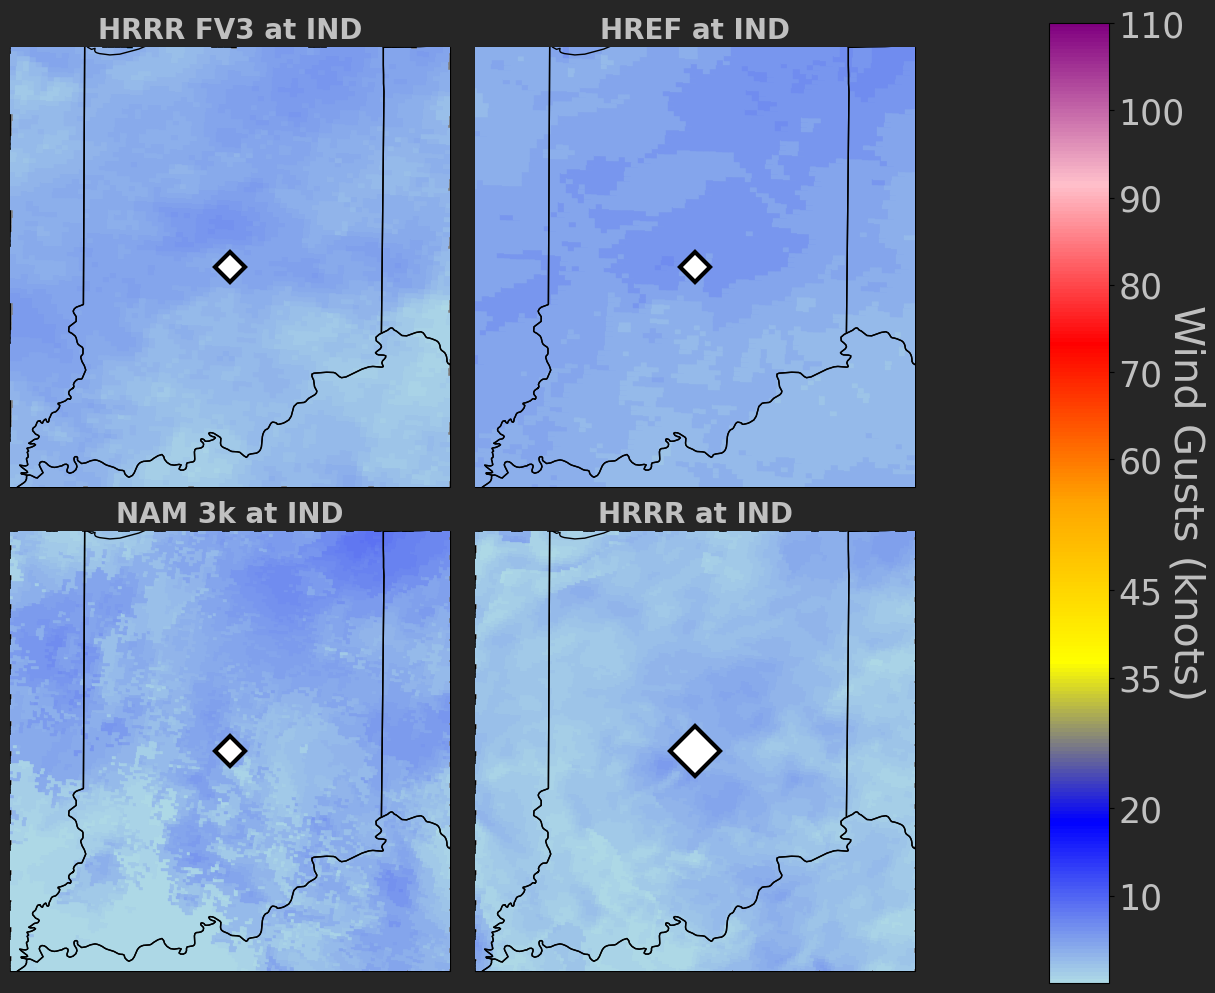 HRRR FV3 at IND
HREF at IND
NAM 3k at IND
HRRR at IND
110
100
90
80
70
60
45
35
20
10
Wind Gusts (knots)